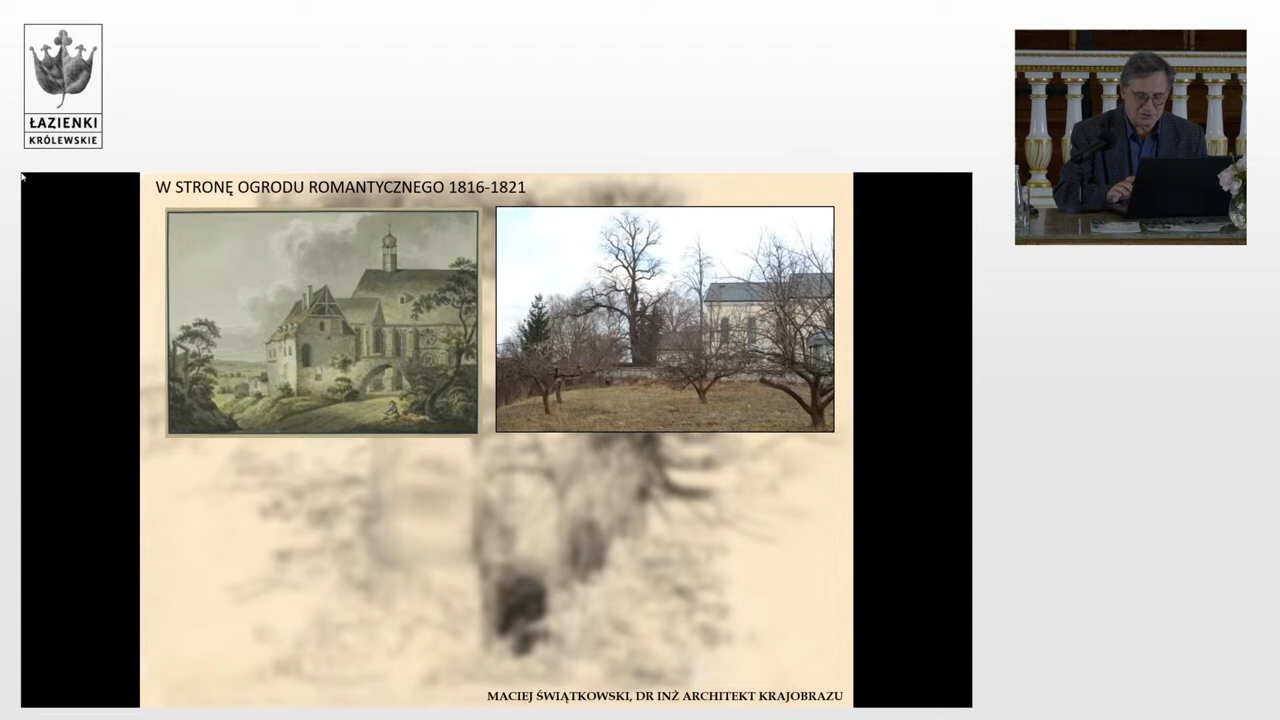 ŁAZIENKI
KRÓLEWSKIE
W STRONĘ OGRODU ROMANTYCZNEGO 1816-1821
MACIEJ ŚWIĄTKOWSKI, DR INŻ ARCHITEKT KRAJOBRAZU